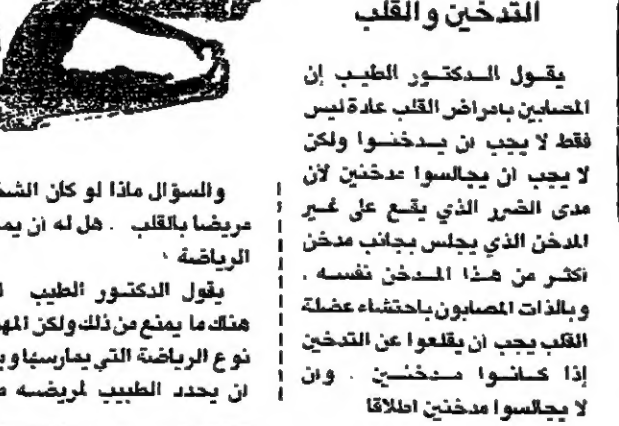 التدخين والقلب
يقول الدكتور الطيب إن
المصابين بامراض القلب عادة ليس
فقط لا يجب ان يدخنوا ولكن
لا يجب ان يجالسوا مدخنين لأن
مدى الضرر الذي يقع على غير
المدخن الذي يجلس بجانب مدخن
اكثر من هذا المدخن نفسه .
وبالذات المصابون باحتشاء عضلة
القلب يجب ان يقلعوا عن التدخين
إذا كانوا مدخنين . وان
لا يجالسوا مدخنين اطلاقا
والسؤال ماذا لو كان الشخ
مريضا بالقلب . هل له ان يم
الرياضة
يقول الدكتور الطيب
هناك ما يمنع من ذلك ولكن المه
نوع الرياضة التي يمارسها وب
ان يحدد الطبيب لمريضه